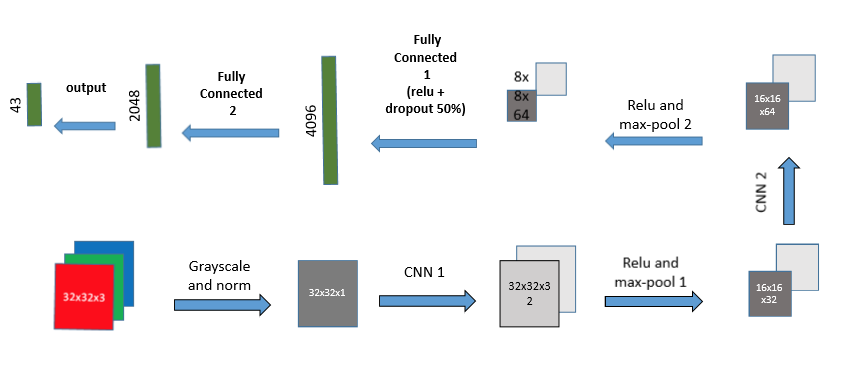 43
output
2048
Fully
Connected
2
4096
Fully
Connected
1
(relu +
dropout 50%)
8x
8x
64
Relu and
max-pool 2
16x16
x64
CNN 2
32x32x3
Grayscale
and norm
32x32x1
CNN 1
32x32x3
2
Relu and
max-pool 1
16x16
x32